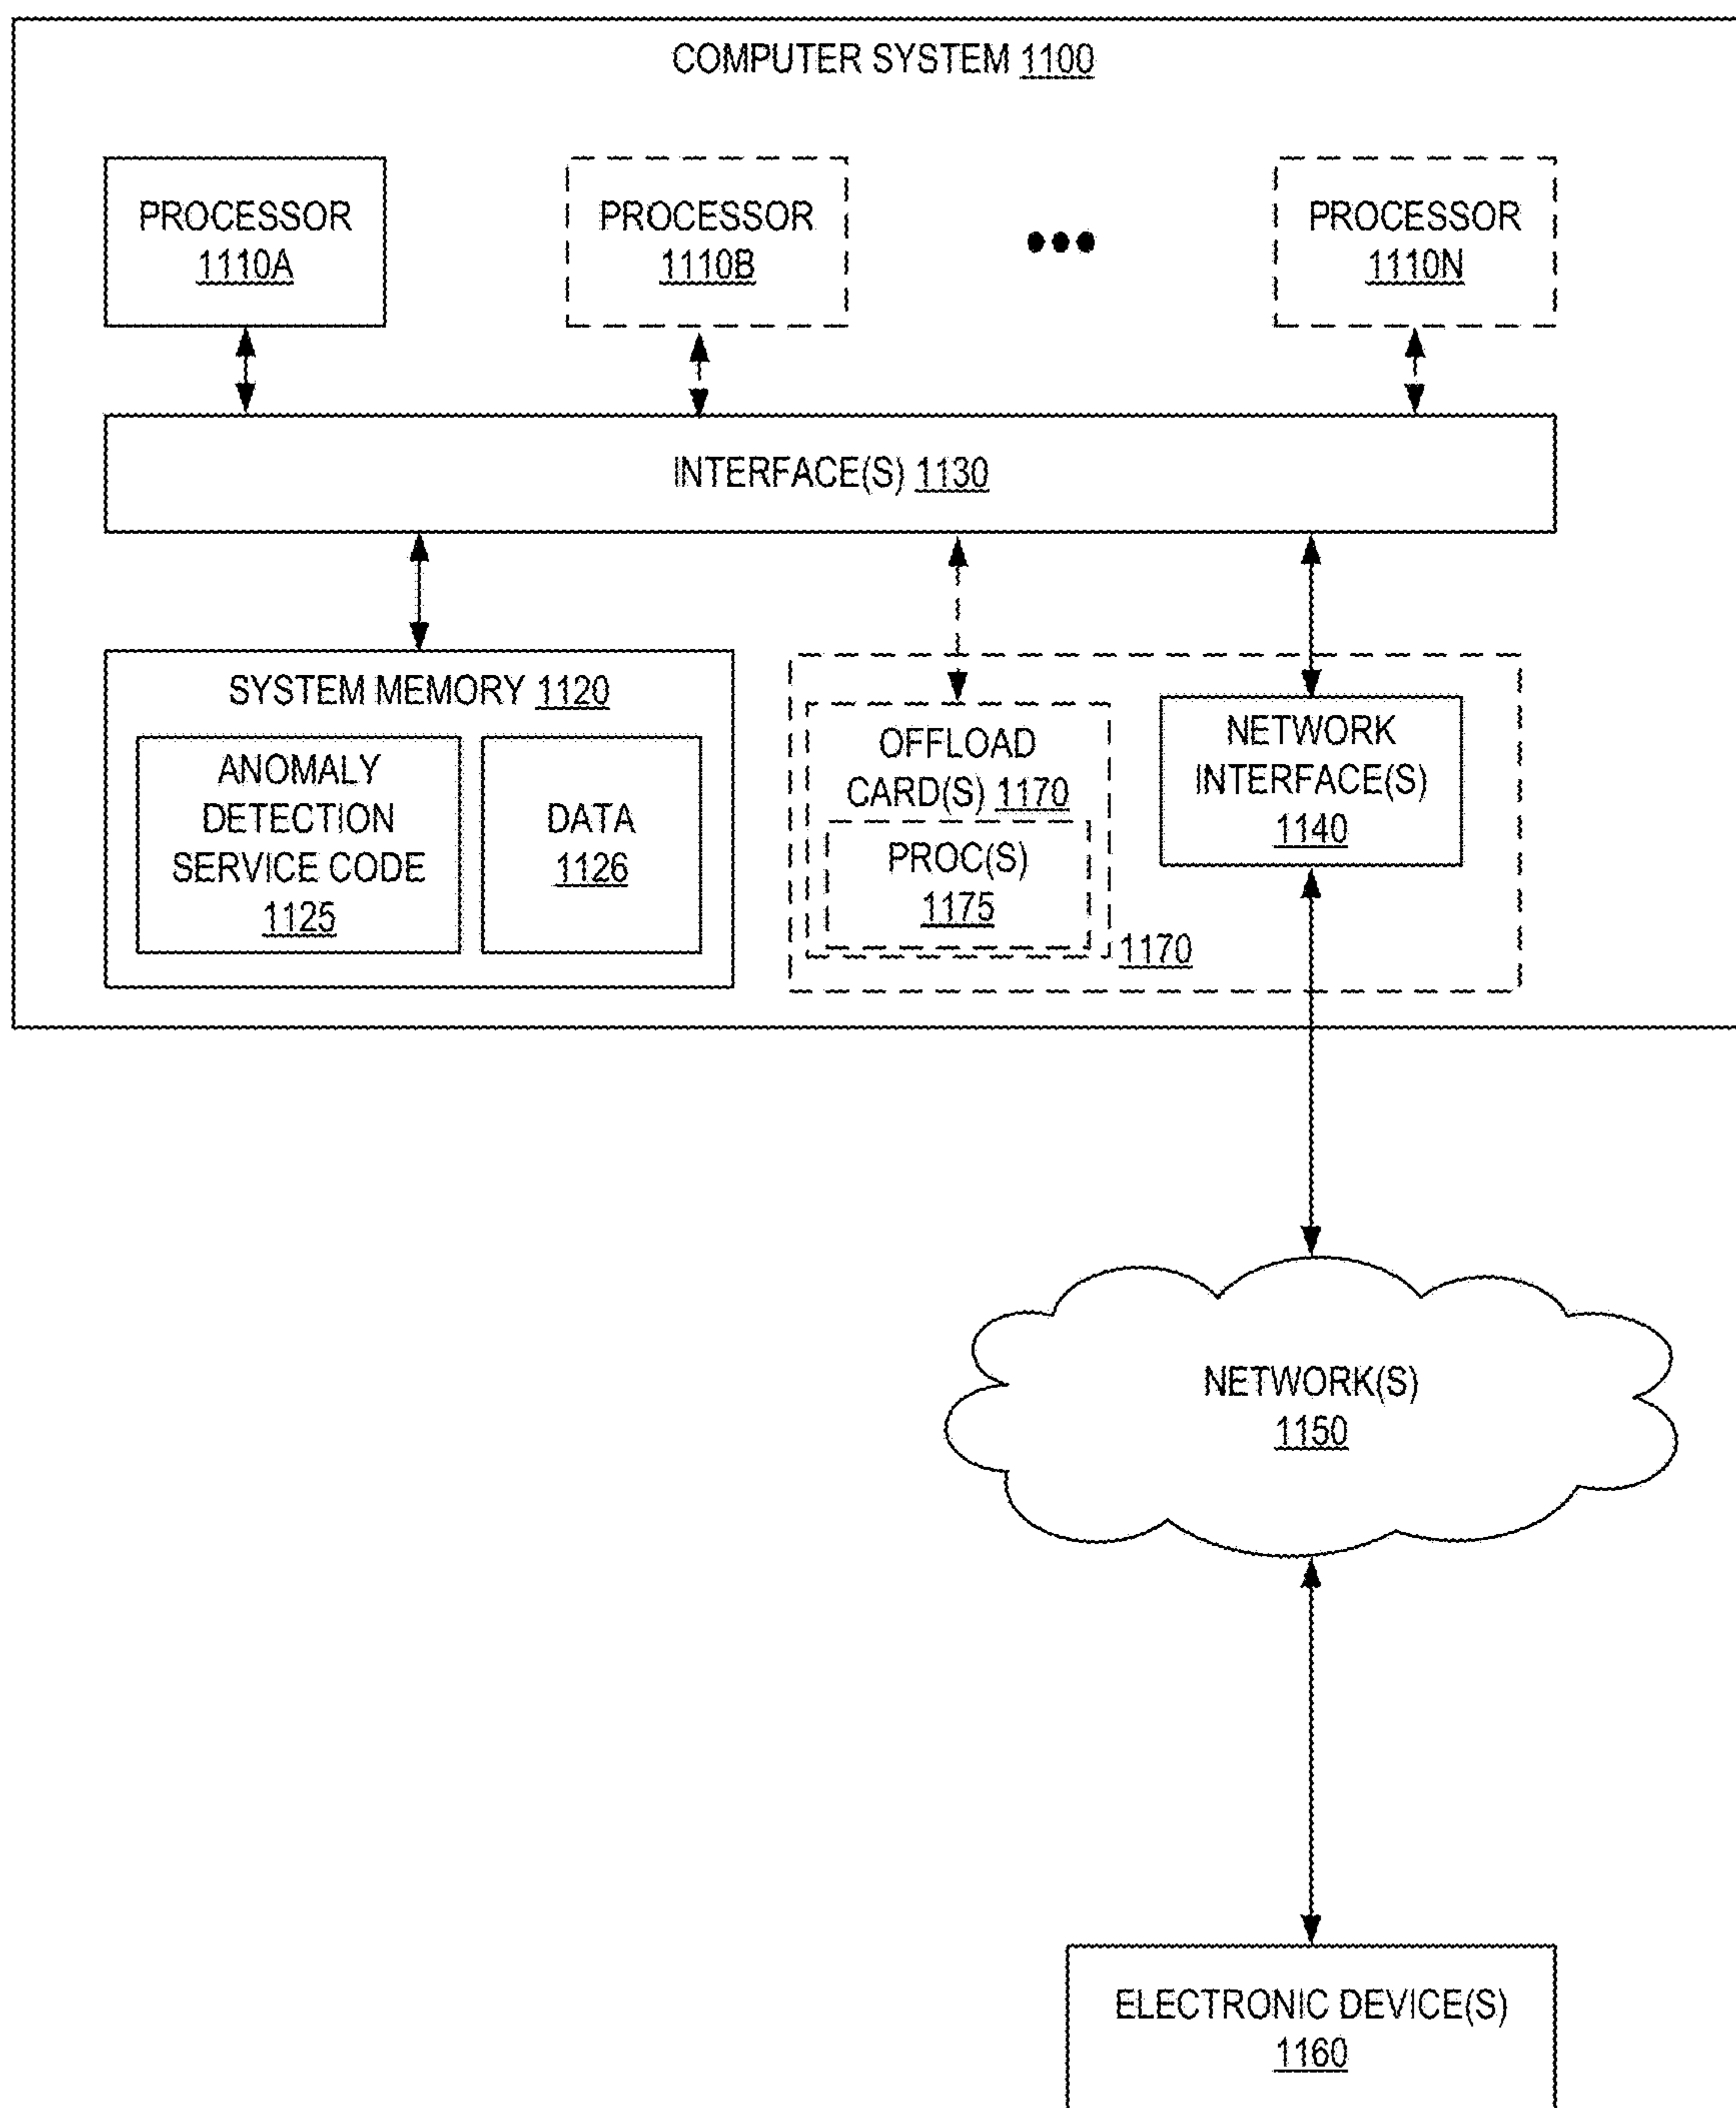 COMPUTER SYSTEM 1100
PROCESSOR
1110A
PROCESSOR
1110B
PROCESSOR
1110N
INTERFACE(S) 1130
SYSTEM MEMORY 1120
ANOMALY
DETECTION
SERVICE CODE
1125
DATA
1126
OFFLOAD
CARD(S) 1170
PROC(S)
1175
1170
NETWORK
INTERFACE(S)
1140
NETWORK(S)
1150
ELECTRONIC DEVICE(S)
1160